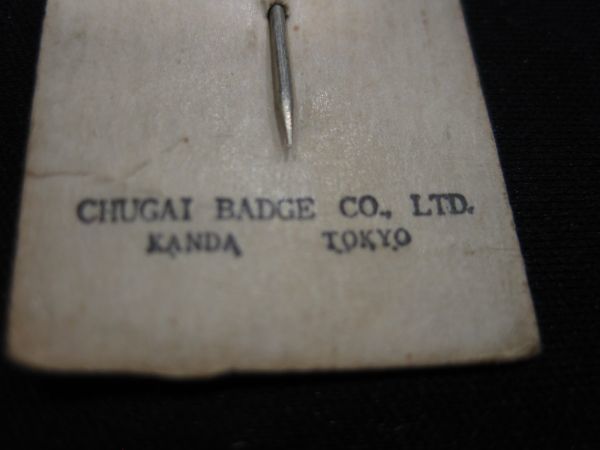 CHUGAI BADGE CO., LTD.
KANDA TOKYO